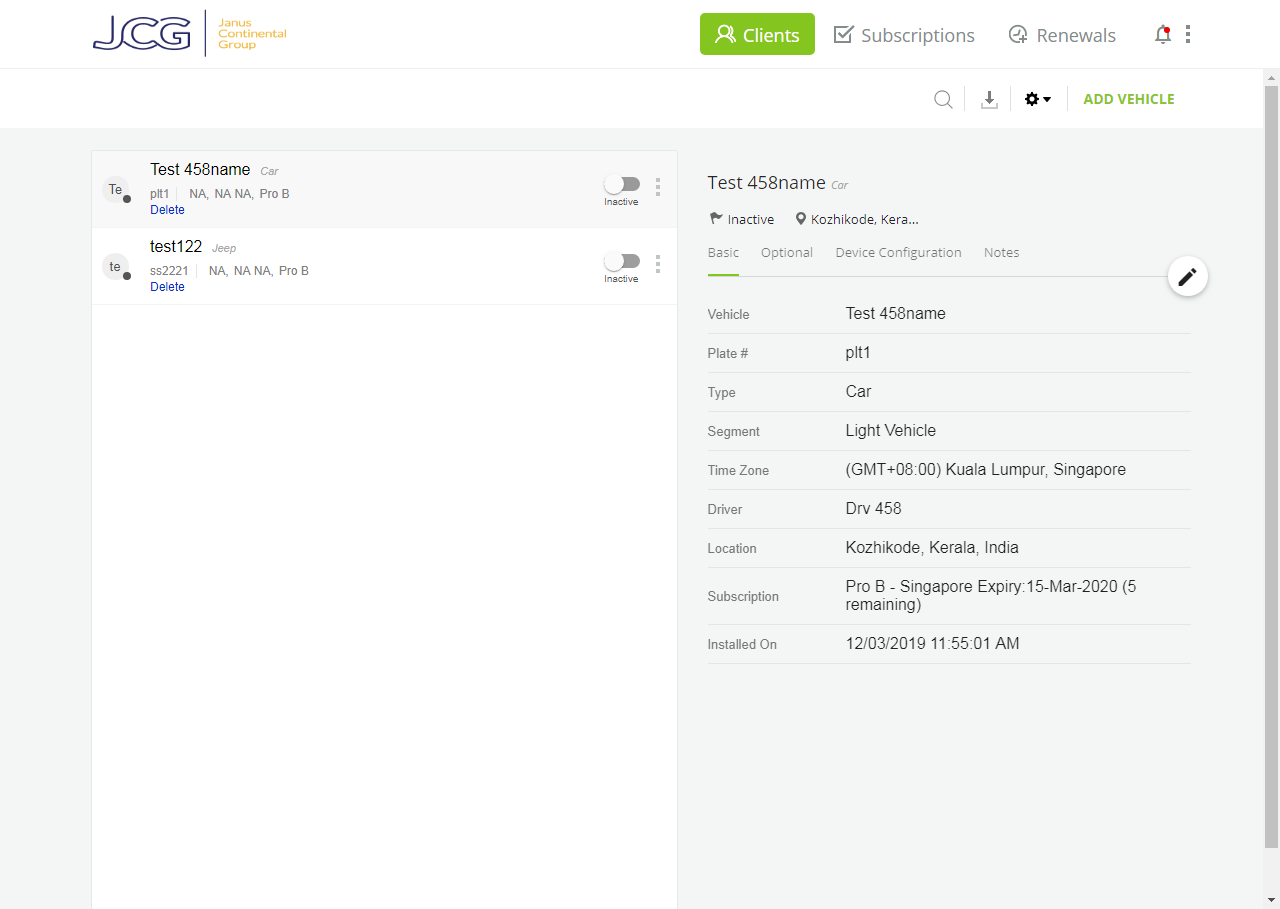 JCG
Janus
Continental
Group
Clients
Subscriptions
Renewals
ADD VEHICLE
Te
Test 458name Car
plt1 NA, NA NA, Pro B
Delete
Inactive
te
test122 Jeep
ss2221 NA, NA NA, Pro B
Delete
Inactive
Test 458name Car
Inactive Kozhikode, Kera...
Basic Optional Device Configuration Notes
Vehicle Test 458name
Plate # plt1
Type Car
Segment Light Vehicle
Time Zone (GMT+08:00) Kuala Lumpur, Singapore
Driver Drv 458
Location Kozhikode, Kerala, India
Subscription Pro B - Singapore Expiry:15-Mar-2020 (5
remaining)
Installed On 12/03/2019 11:55:01 AM